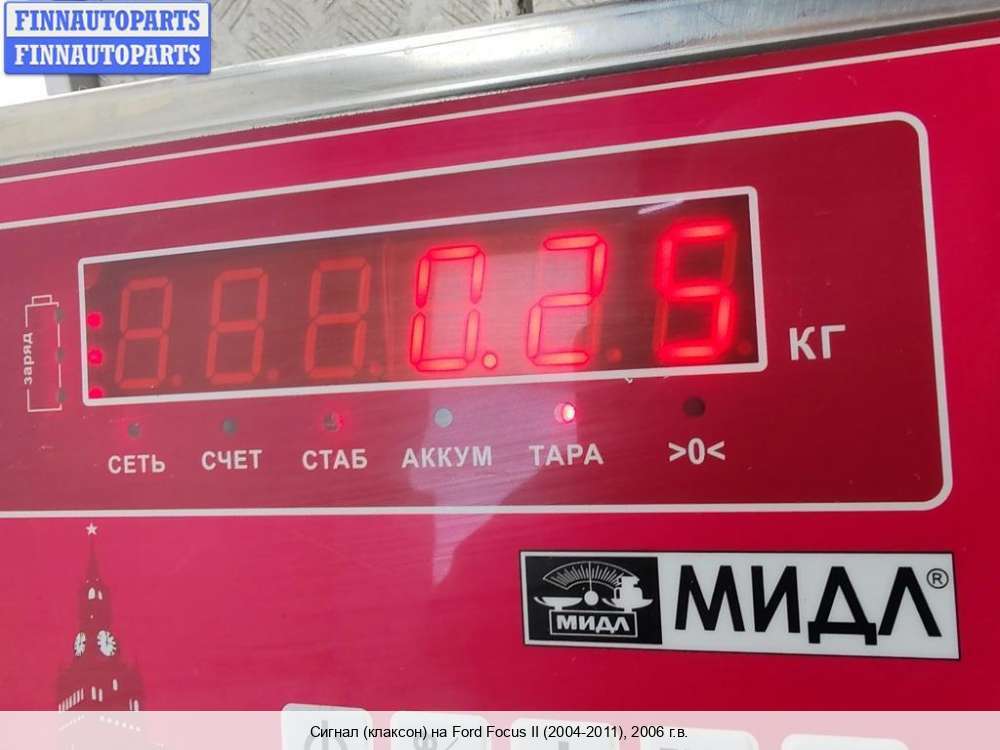 FINNAUTOPARTS
FINNAUTOPARTS
заряд
0.25
КГ
СЕТЬ СЧЕТ СТАБ АККУМ ТАРА >0<
МИДЛ
МИДЛ®
Сигнал (клаксон) на Ford Focus II (2004-2011), 2006 г.в.